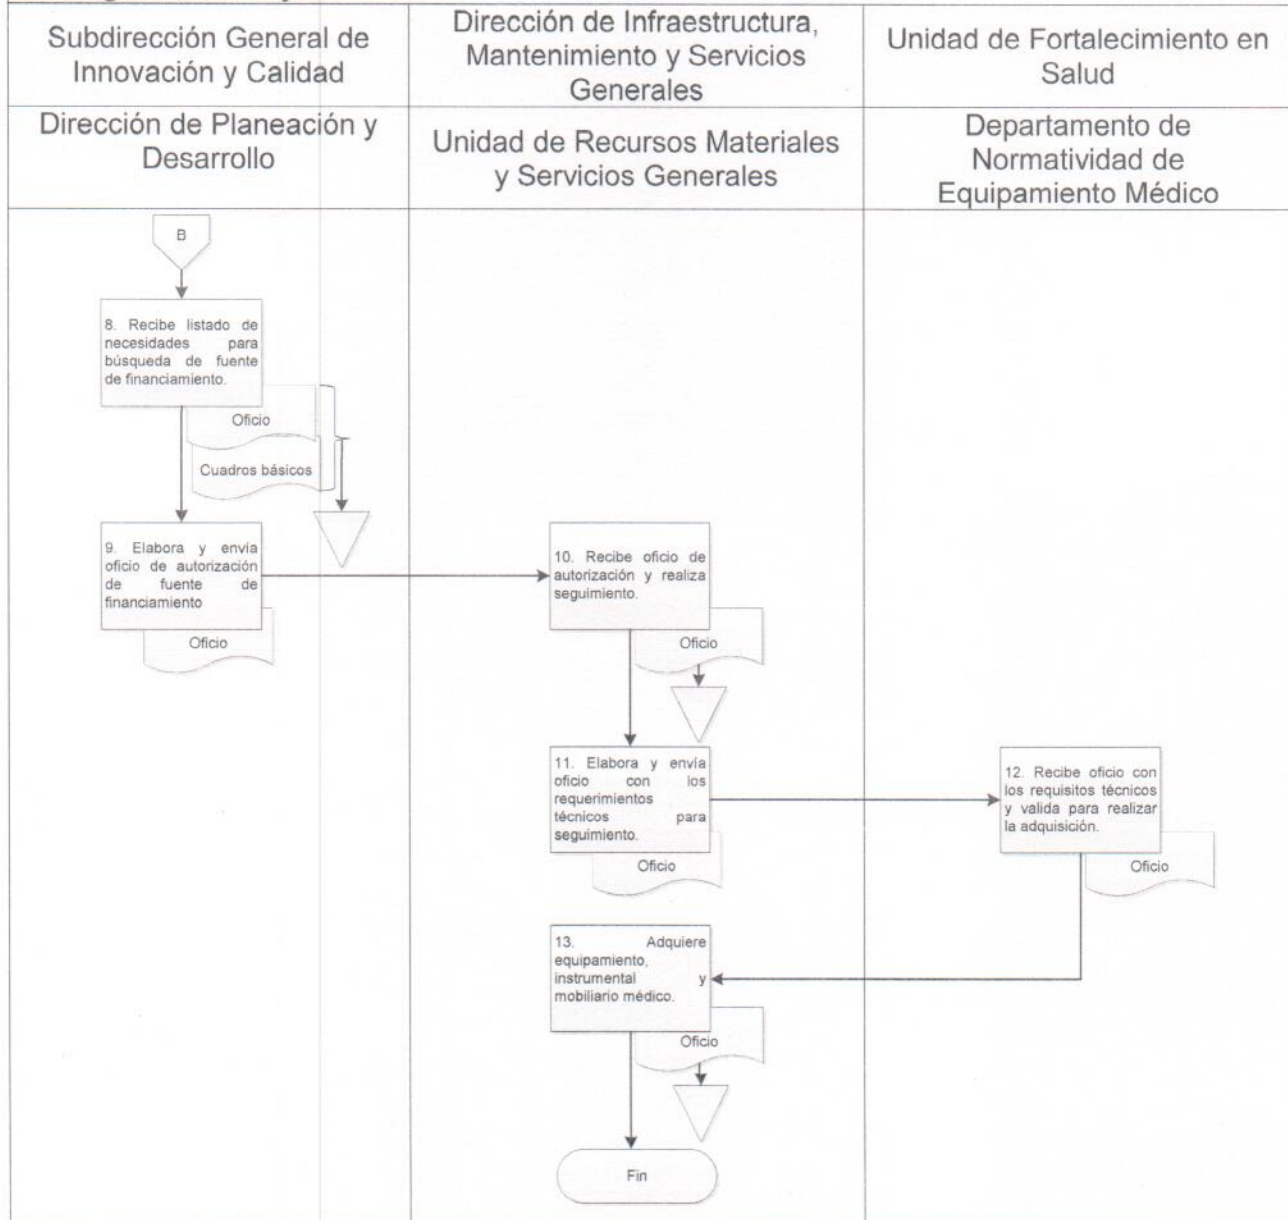 Subdirección General de
Innovación y Calidad
Dirección de Infraestructura,
Mantenimiento y Servicios
Generales
Unidad de Fortalecimiento en
Salud
Dirección de Planeación y
Desarrollo
Unidad de Recursos Materiales
y Servicios Generales
Departamento de
Normatividad de
Equipamiento Médico
B
8. Recibe listado de
necesidades para
búsqueda de fuente
de financiamiento.
Oficio
Cuadros básicos
9. Elabora y envía
oficio de autorización
de fuente de
financiamiento
Oficio
10. Recibe oficio de
autorización y realiza
seguimiento.
Oficio
11. Elabora y envía
oficio con los
requerimientos
técnicos para
seguimiento.
Oficio
12. Recibe oficio con
los requisitos técnicos
y valida para realizar
la adquisición.
Oficio
13. Adquiere
equipamiento,
instrumental y
mobiliario médico.
Oficio
Fin